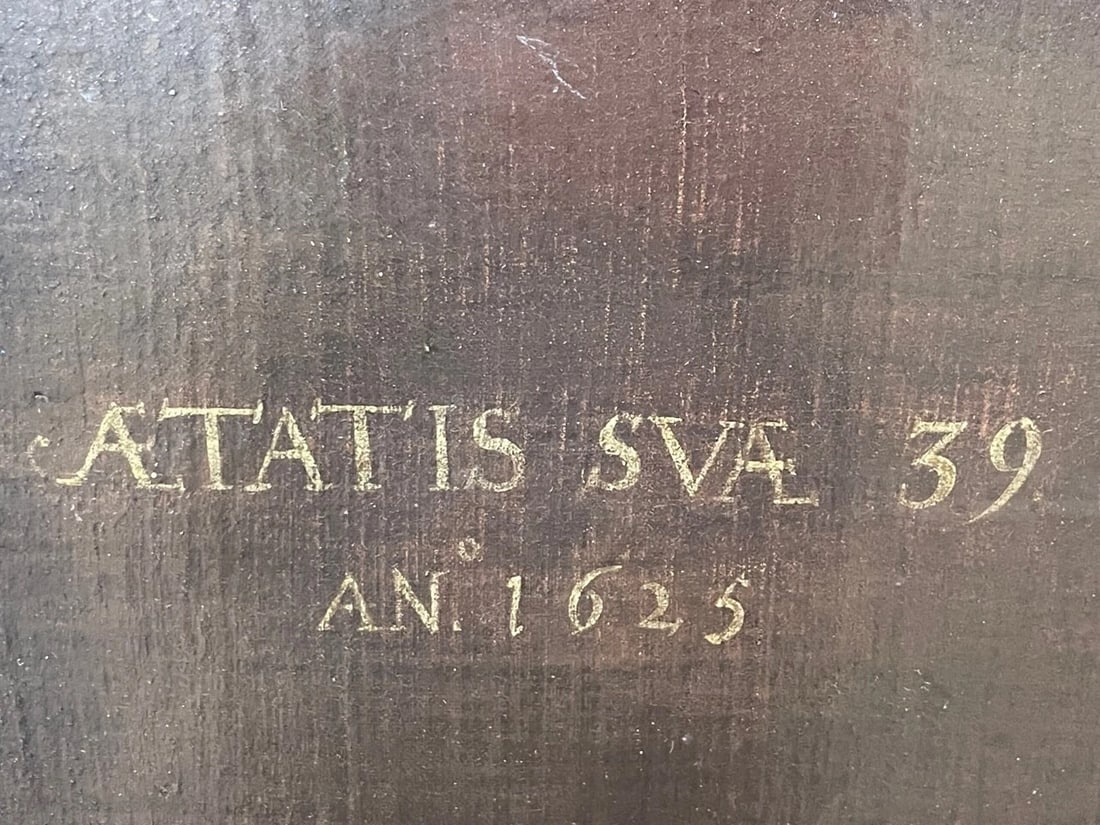 ÆTATIS SVÆ 39
AN.º 1625